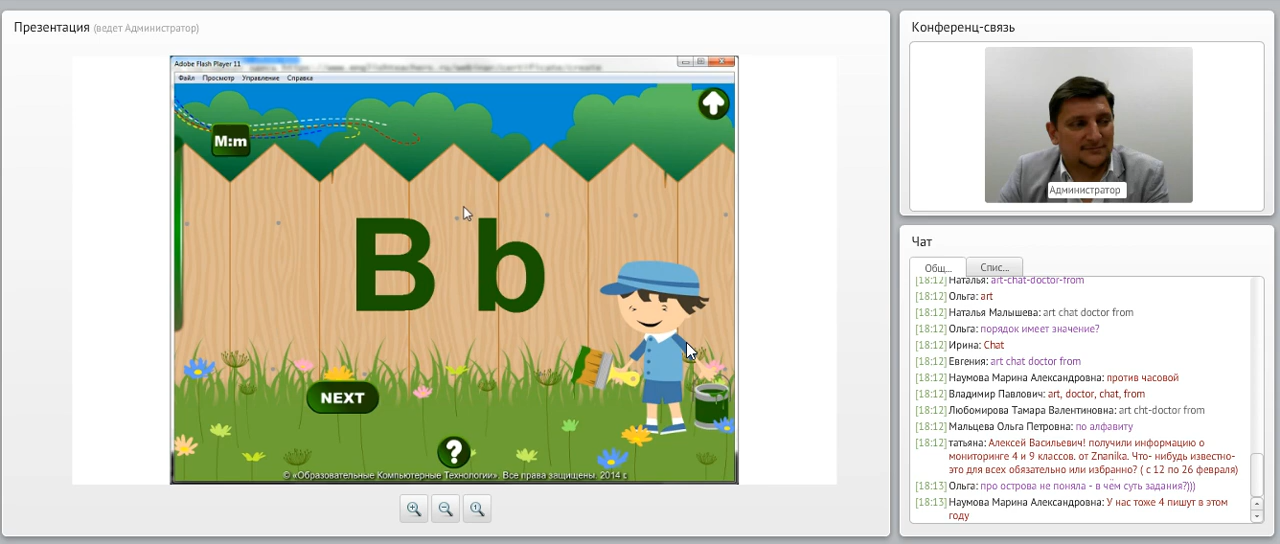 Презентация (ведет Администратор)
Adobe Flash Player 11
Файл Просмотр Управление Справка
M:m
B b
NEXT
?
© «Образовательные Компьютерные Технологии». Все права защищены. 2014 г.
Конференц-связь
Администратор
Чат
Общ... Спис...
[18:12] Наталья: art-chat-doctor-from
[18:12] Ольга: art
[18:12] Наталья Малышева: art chat doctor from
[18:12] Ольга: порядок имеет значение?
[18:12] Ирина: Chat
[18:12] Евгения: art chat doctor from
[18:12] Наумова Марина Александровна: против часовой
[18:12] Владимир Павлович: art, doctor, chat, from
[18:12] Любомирова Тамара Валентиновна: art cht-doctor from
[18:12] Мальцева Ольга Петровна: по алфавиту
[18:12] татьяна: Алексей Васильевич! получили информацию о
мониторинге 4 и 9 классов. от Znanika. Что- нибудь известно-
это для всех обязательно или избранно? ( с 12 по 26 февраля)
[18:13] Ольга: про острова не поняла - в чём суть задания?)))
[18:13] Наумова Марина Александровна: У нас тоже 4 пишут в этом
году